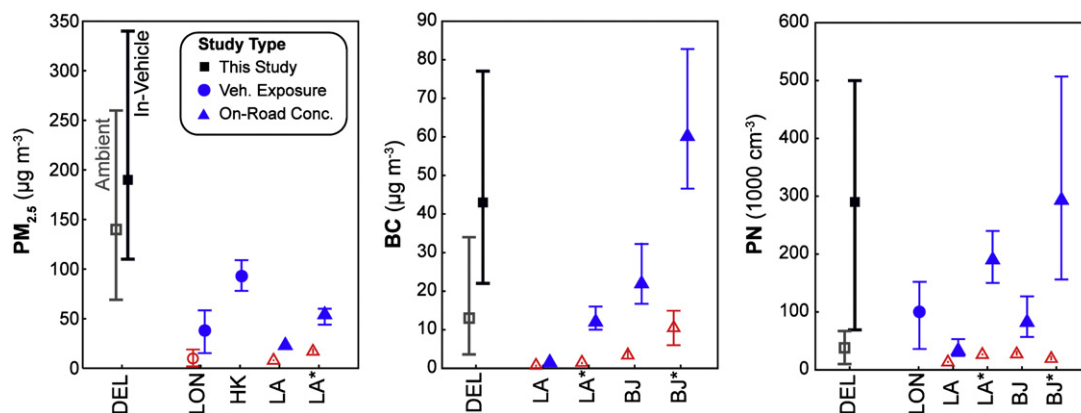 PM2.5 (µg m-3)
350
300
250
200
150
100
50
0
Ambient
In-Vehicle
Study Type
This Study
Veh. Exposure
On-Road Conc.
DEL
LON
HK
LA
LA*
BC (µg m-3)
90
80
70
60
50
40
30
20
10
0
DEL
LA
LA*
BJ
BJ*
PN (1000 cm-3)
600
500
400
300
200
100
0
DEL
LON
LA
LA*
BJ
BJ*